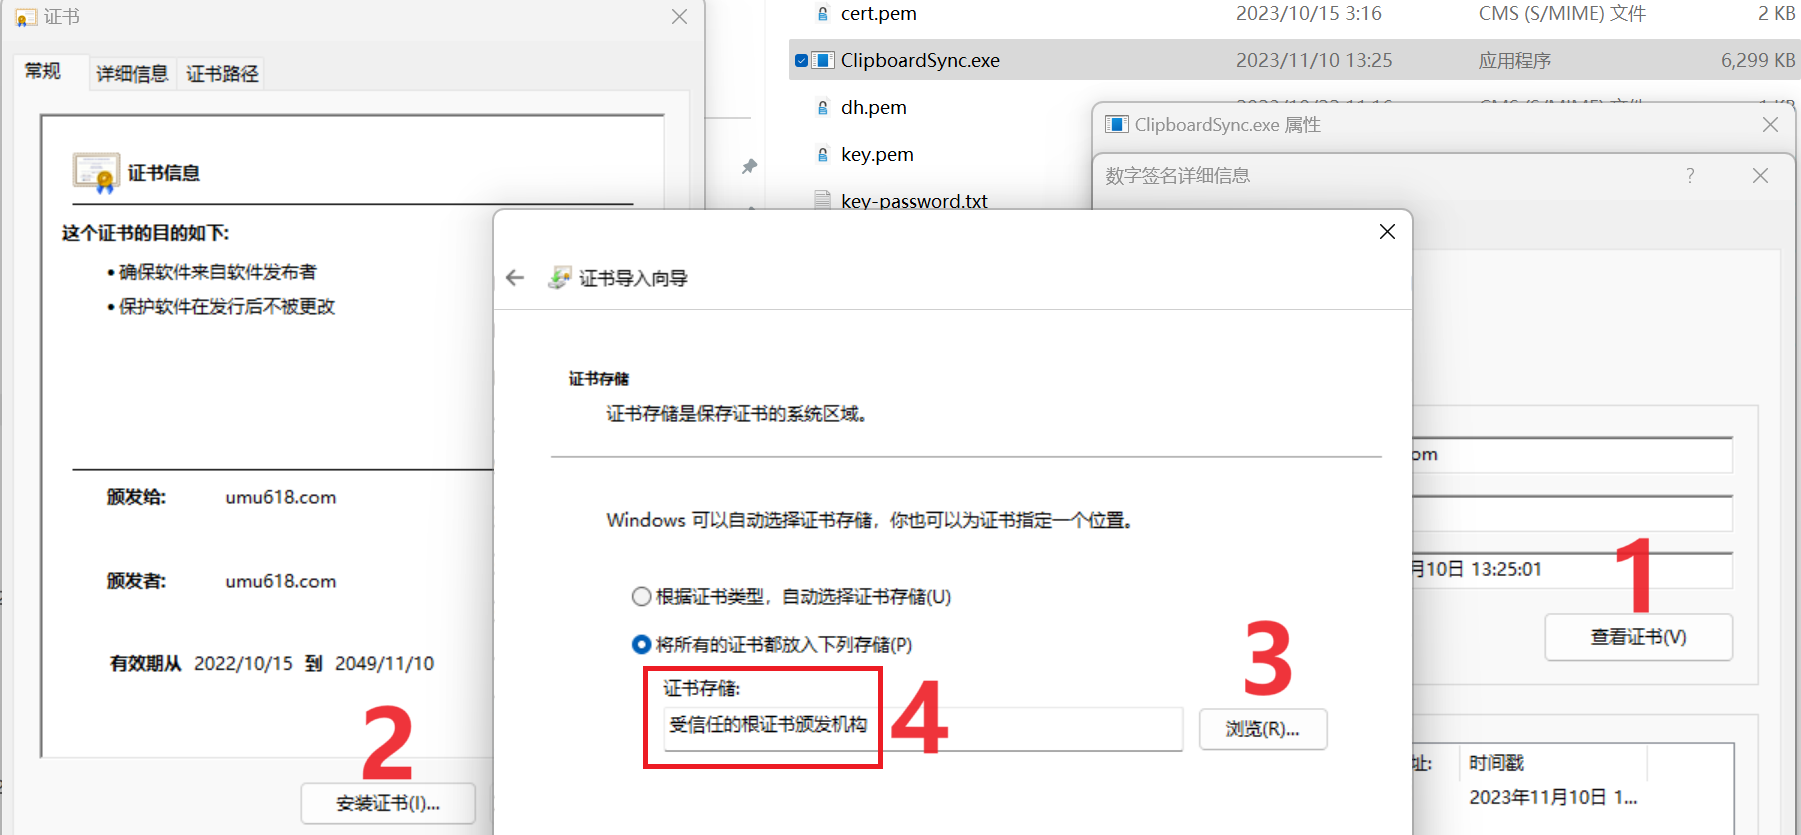 证书
常规
详细信息
证书路径
证书信息
这个证书的目的如下:
• 确保软件来自软件发布者
• 保护软件在发行后不被更改
颁发给: umu618.com
颁发者: umu618.com
有效期从 2022/10/15 到 2049/11/10
2
安装证书(I)...
cert.pem 2023/10/15 3:16 CMS (S/MIME) 文件 2 KB
ClipboardSync.exe 2023/11/10 13:25 应用程序 6,299 KB
dh.pem
key.pem
key-password.txt
ClipboardSync.exe 属性
数字签名详细信息 ?
证书导入向导
证书存储
证书存储是保存证书的系统区域。
Windows 可以自动选择证书存储，你也可以为证书指定一个位置。
根据证书类型，自动选择证书存储(U)
将所有的证书都放入下列存储(P)
证书存储:
受信任的根证书颁发机构
4
3
浏览(R)...
om
月10日 13:25:01
1
查看证书(V)
址: 时间戳
2023年11月10日 1...